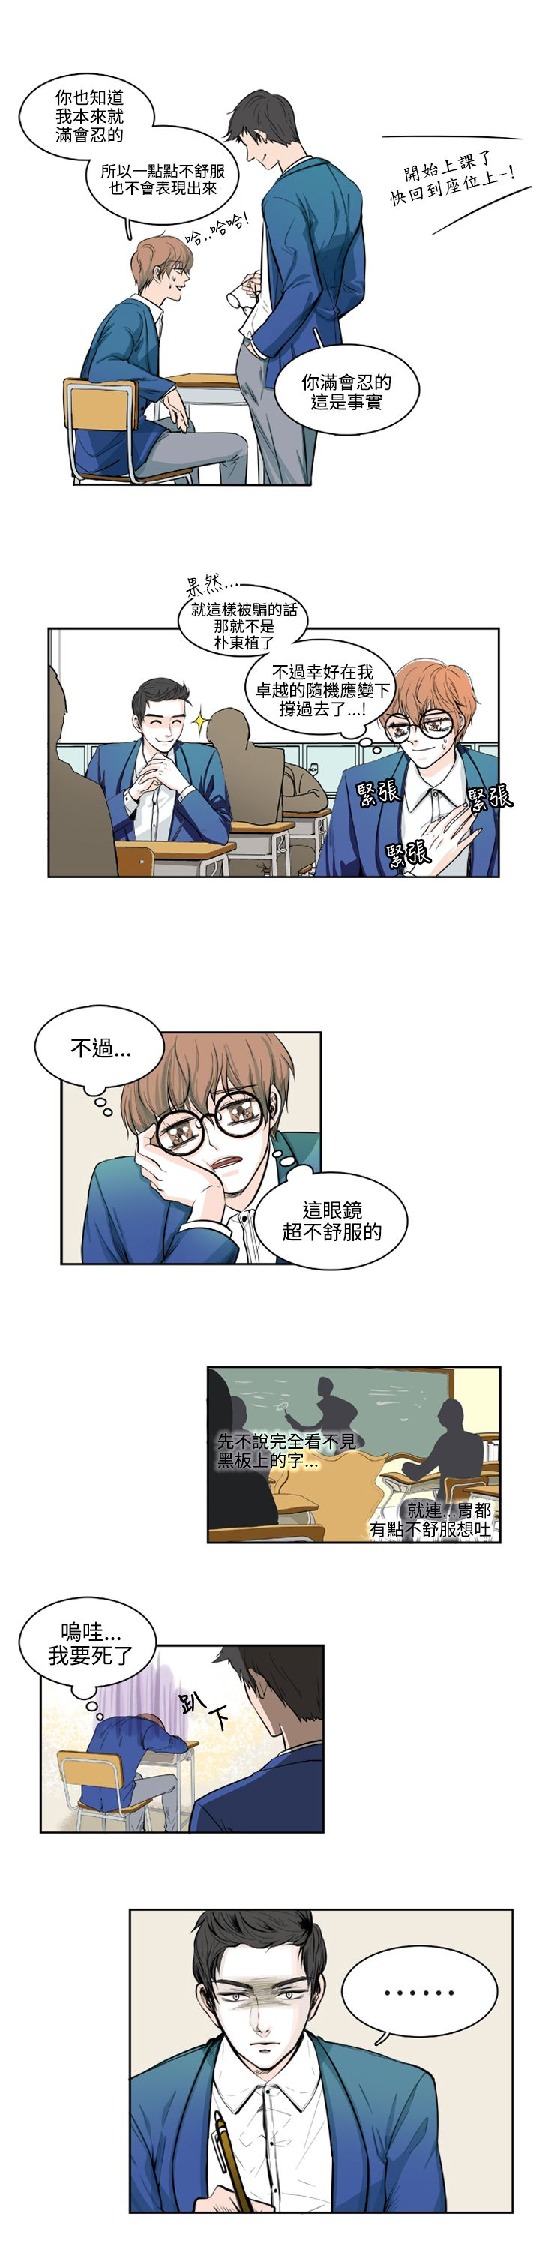 你也知道
我本來就
滿會忍的
所以一點點不舒服
也不會表現出來
哈..哈哈!
開始上課了
快回到座位上~!
你滿會忍的
這是事實
果然...
就這樣被騙的話
那就不是
朴東植了
不過幸好在我
卓越的隨機應變下
撐過去了...!
緊張
緊張
緊張
不過...
這眼鏡
超不舒服的
先不說完全看不見
黑板上的字...
就連...胃都
有點不舒服想吐
嗚哇...
我要死了
趴下
......